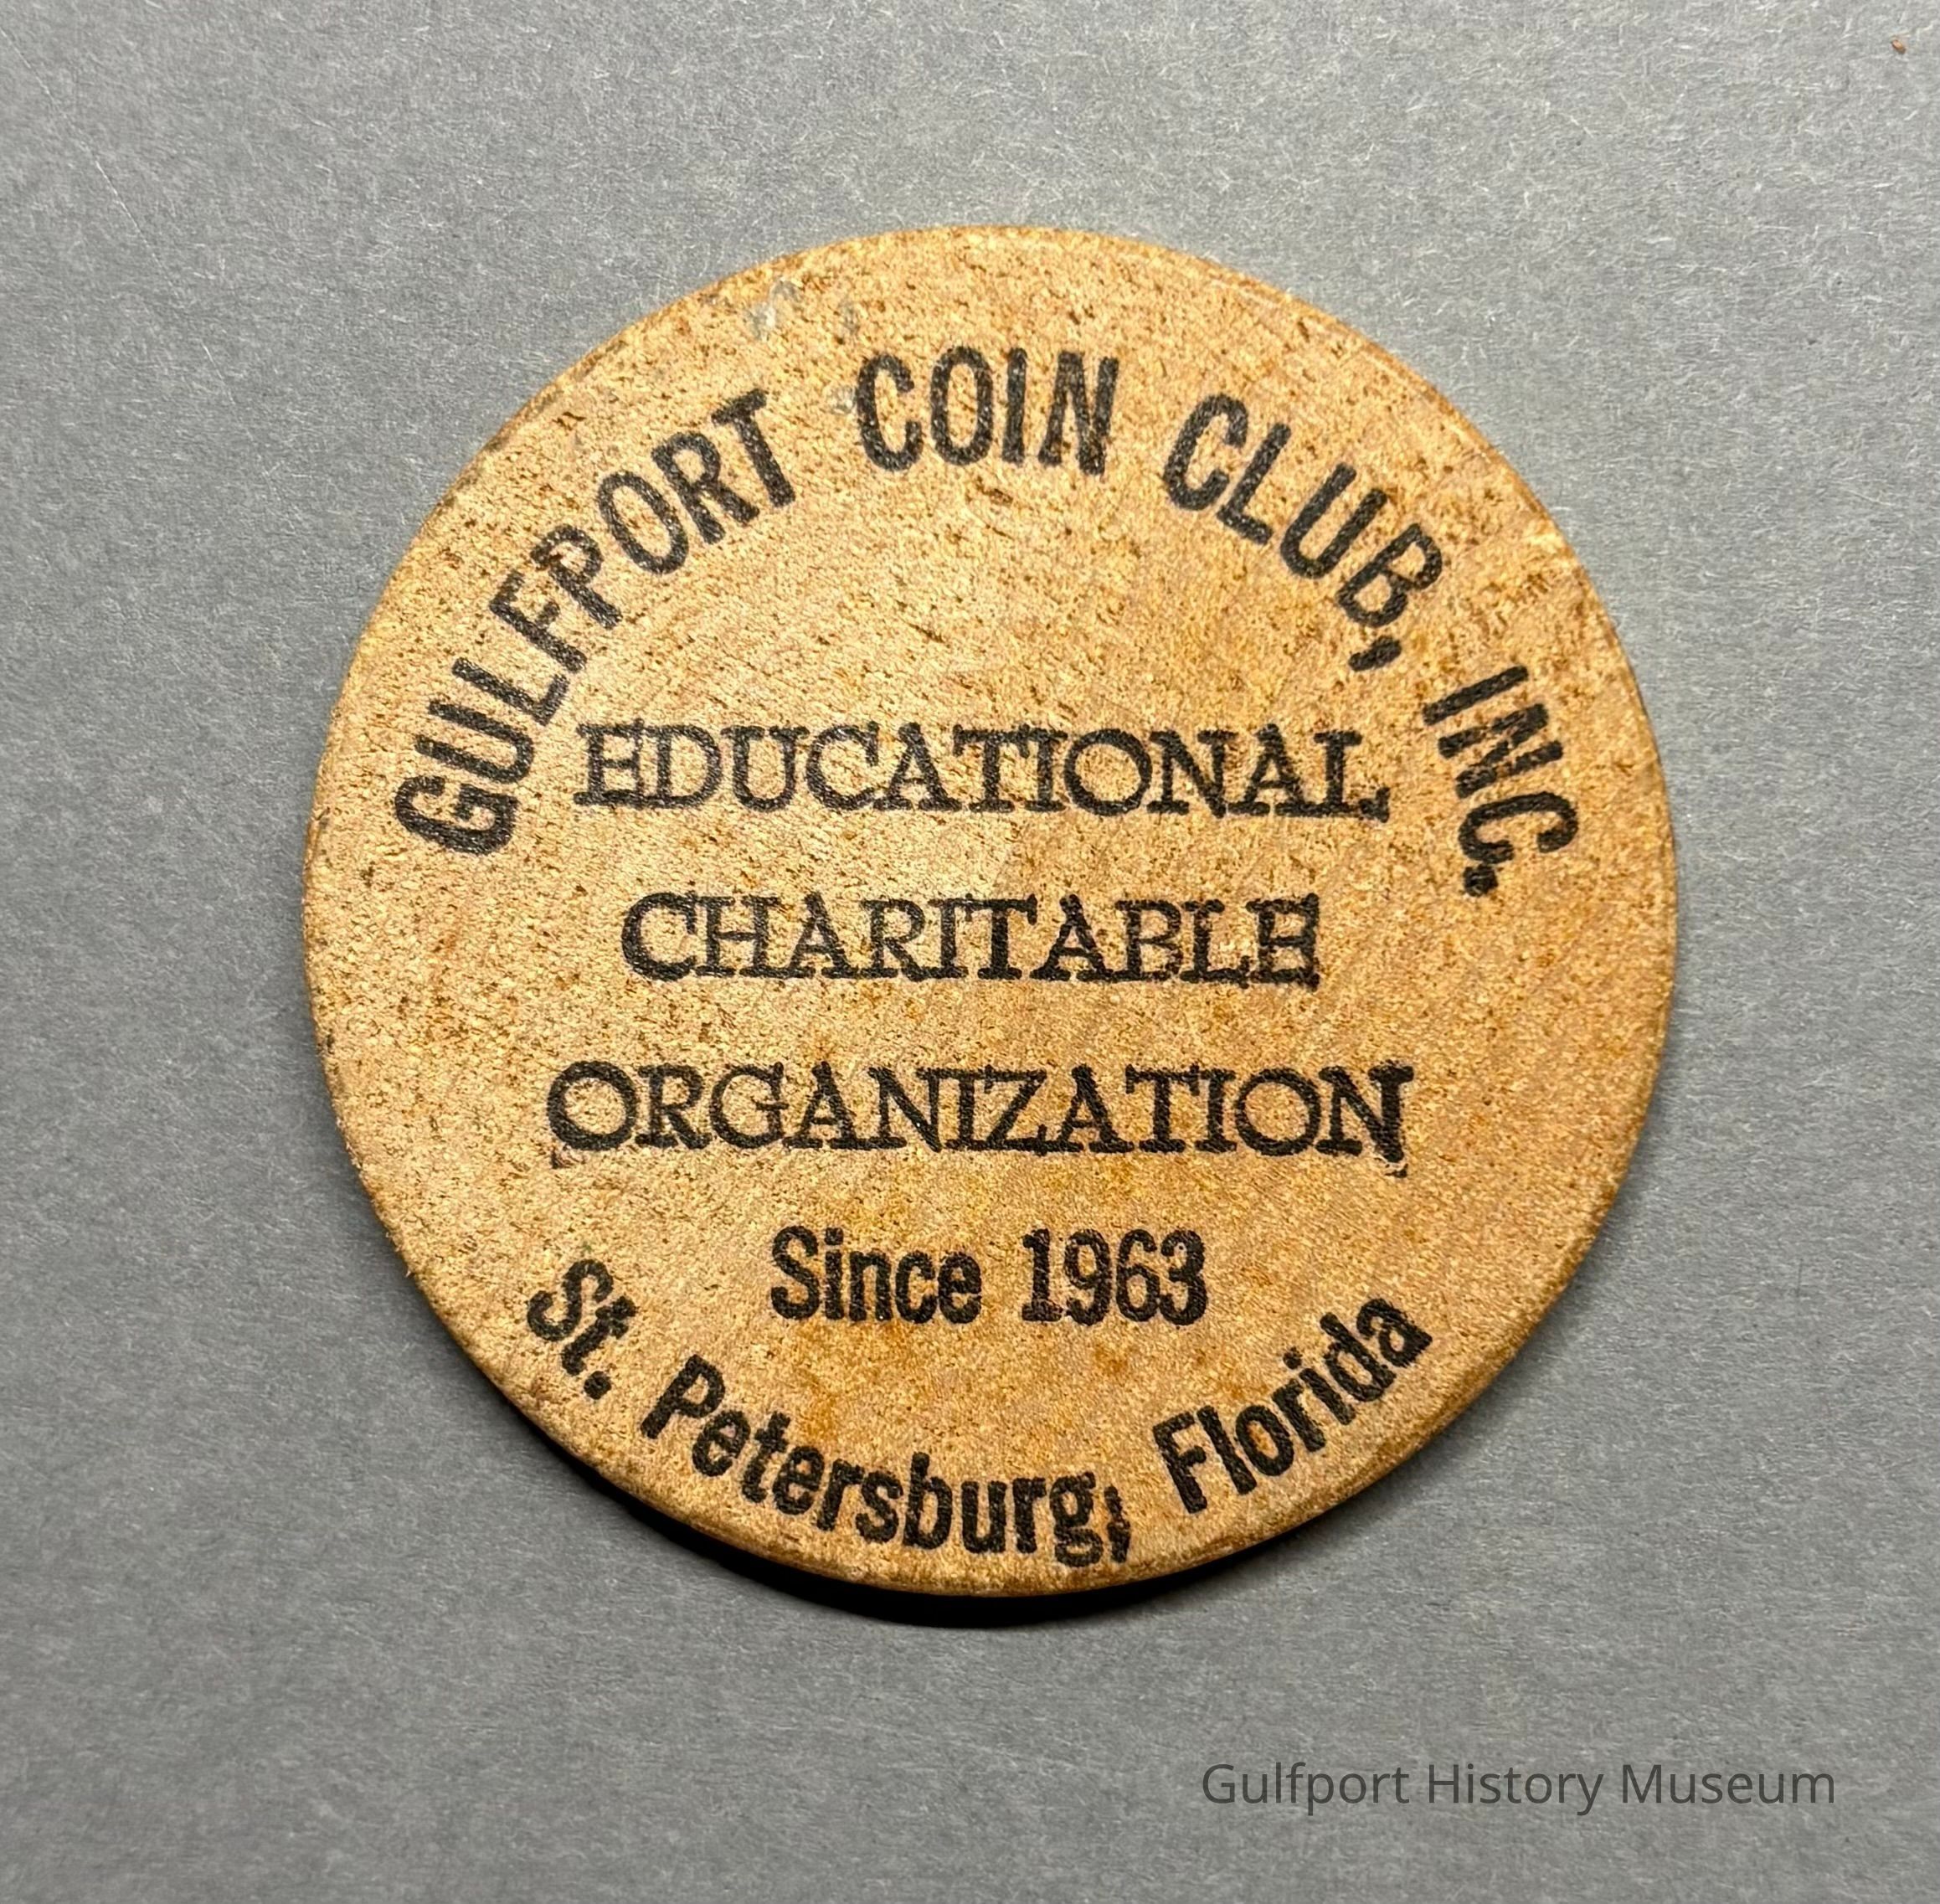 GULFPORT COIN CLUB, INC.
EDUCATIONAL
CHARITABLE
ORGANIZATION
Since 1963
St. Petersburg, Florida
Gulfport History Museum